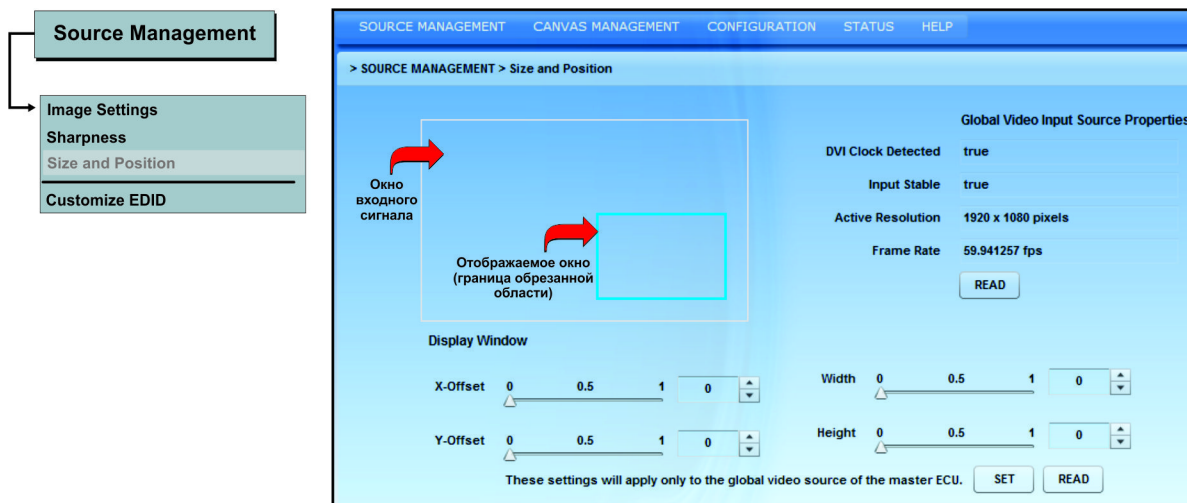 Source Management
Image Settings
Sharpness
Size and Position
Customize EDID
SOURCE MANAGEMENT CANVAS MANAGEMENT CONFIGURATION STATUS HELP
> SOURCE MANAGEMENT > Size and Position
Окно
входного
сигнала
Отображаемое окно
(граница обрезанной
области)
Global Video Input Source Properties
DVI Clock Detected true
Input Stable true
Active Resolution 1920 x 1080 pixels
Frame Rate 59.941257 fps
READ
Display Window
X-Offset 0 0.5 1 0
Width 0 0.5 1 0
Y-Offset 0 0.5 1 0
Height 0 0.5 1 0
These settings will apply only to the global video source of the master ECU. SET READ